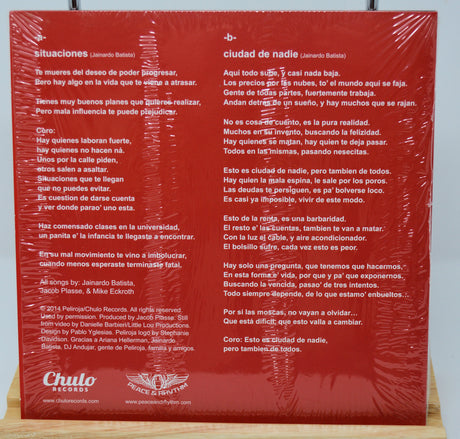 -a-
situaciones (Jainardo Batista)
Te mueres del deseo de poder progresar,
Pero hay algo en la vida que te viene a atrasar.
Tienes muy buenos planes que quieres realizar,
Pero mala influencia te puede prejudicar.
Coro:
Hay quienes laboran fuerte,
hay quienes no hacen ná.
Unos por la calle piden,
otros salen a asaltar.
Situaciones que te llegan
que no puedes evitar.
Es cuestion de darse cuenta
y ver donde parao' uno esta.
Haz comensado clases en la universidad,
un panita e' la infancia te llegaste a encontrar.
En su mal movimiento te vino a imbolucrar,
cuando menos esperaste terminaste fatal.
All songs by: Jainardo Batista,
Jacob Plasse, & Mike Eckroth
© 2014 Peliroja/Chulo Records. All rights reserved.
Used by permission. Produced by Jacob Plasse. Still
from video by Danielle Barbieri/Little Lou Productions.
Design by Pablo Yglesias. Peliroja logo by Stephanie
Davidson. Gracias a Ariana Hellerman, Jeinardo
Batista, DJ Andujar, gente de Peliroja, familia y amigos.
Chulo
RECORDS
www.chulorecords.com
PEACE & RHYTHM
www.peaceandrhythm.com
-b-
ciudad de nadie (Jainardo Batista)
Aqui todo sube, y casi nada baja.
Los precios por las nubes, to' el mundo aqui se faja.
Gente de todas partes, fuertemente trabaja.
Andan detras de un sueño, y hay muchos que se rajan.
No es cosa de cuento, es la pura realidad.
Muchos en su invento, buscando la felicidad.
Hay quienes se matan, hay quien te deja pasar.
Todos en las mismas, pasando nesecitas.
Esto es ciudad de nadie, pero tambien de todos.
Hay quien la mala espina, le sale por los poros.
Las deudas te persiguen, es pa' bolverse loco.
Es casi ya imposible, vivir de este modo.
Esto de la renta, es una barbaridad.
El resto e' las cuentas, tambien te van a matar.
Con la luz el cable, y aire acondicionador.
El bolsillo sufre, cada vez esto es peor.
Hay solo una pregunta, que tenemos que hacernos,
En esta forma e' vida, por que y pa' que exponernos.
Buscando la vencida, pasao' de tres intentos.
Todo siempre depende, de lo que estamo' enbueltos...
Por si las moscas, no vayan a olvidar...
Que está dificil, que esto valla a cambiar.
Coro: Esto es ciudad de nadie,
pero tambien de todos.